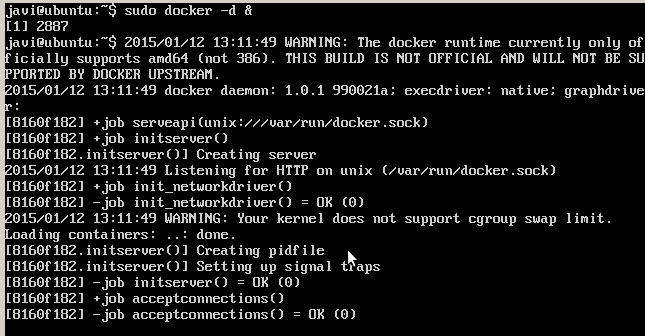 javi@ubuntu:~$ sudo docker -d &
[1] 2887
javi@ubuntu:~$ 2015/01/12 13:11:49 WARNING: The docker runtime currently only of
ficially supports amd64 (not 386). THIS BUILD IS NOT OFFICIAL AND WILL NOT BE SU
PPORTED BY DOCKER UPSTREAM.
2015/01/12 13:11:49 docker daemon: 1.0.1 990021a; execdriver: native; graphdrive
r:
[8160f182] +job serveapi(unix:///var/run/docker.sock)
[8160f182] +job initserver()
[8160f182.initserver()] Creating server
2015/01/12 13:11:49 Listening for HTTP on unix (/var/run/docker.sock)
[8160f182] +job init_networkdriver()
[8160f182] -job init_networkdriver() = OK (0)
2015/01/12 13:11:49 WARNING: Your kernel does not support cgroup swap limit.
Loading containers: ..: done.
[8160f182.initserver()] Creating pidfile
[8160f182.initserver()] Setting up signal traps
[8160f182] -job initserver() = OK (0)
[8160f182] +job acceptconnections()
[8160f182] -job acceptconnections() = OK (0)